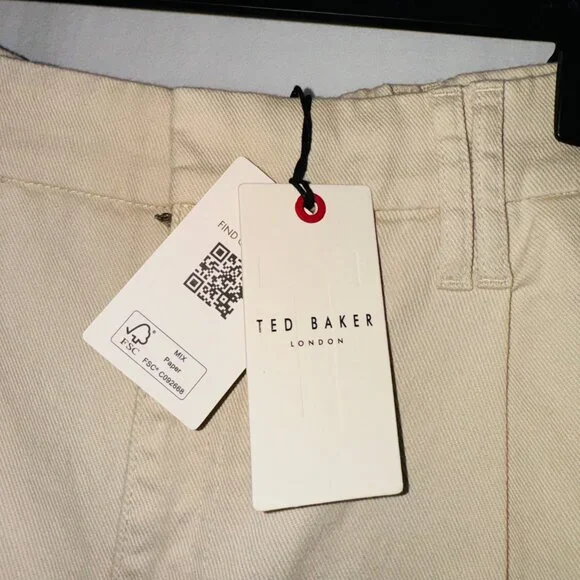 FIND
FSC
MIX
Paper
FSC® C092668
TED BAKER
LONDON